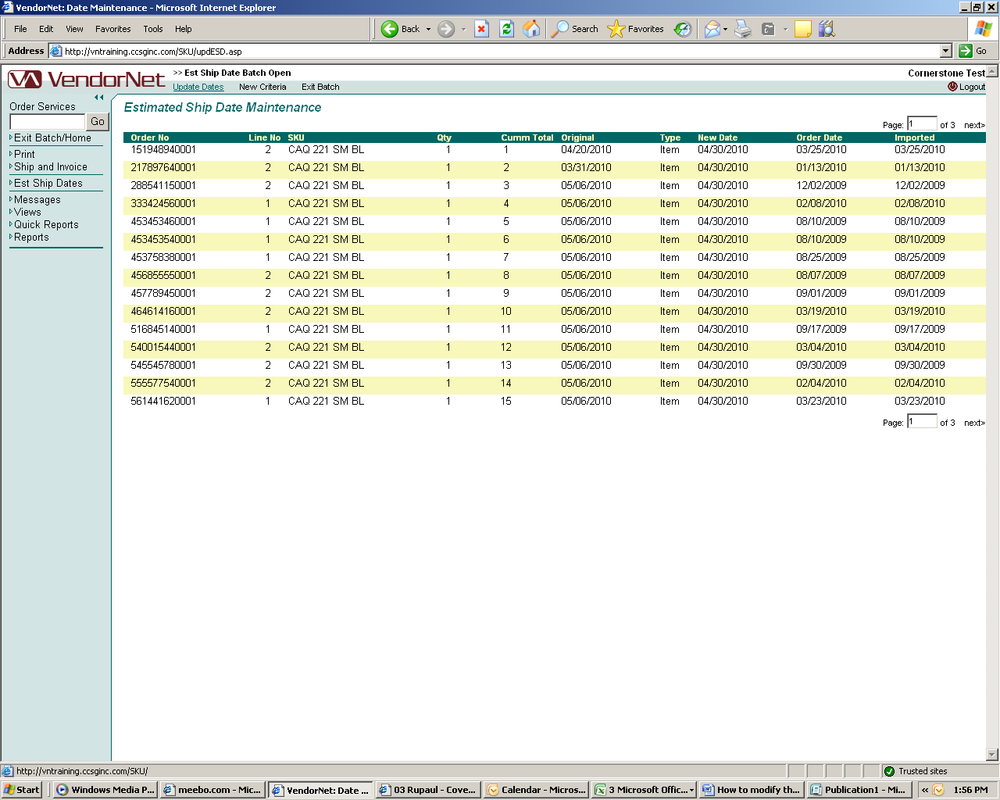 VendorNet: Date Maintenance - Microsoft Internet Explorer
File Edit View Favorites Tools Help Back Search Favorites
Address http://vntraining.ccsginc.com/SKU/updESD.asp Go
VA VendorNet >> Est Ship Date Batch Open Cornerstone Test
Update Dates New Criteria Exit Batch Logout
Order Services
Go
Exit Batch/Home
Print
Ship and Invoice
Est Ship Dates
Messages
Views
Quick Reports
Reports
Estimated Ship Date Maintenance
Page: 1 of 3 next>
Order No Line No SKU Qty Cumm Total Original Type New Date Order Date Imported
151948940001 2 CAQ 221 SM BL 1 1 04/20/2010 Item 04/30/2010 03/25/2010 03/25/2010
217897640001 2 CAQ 221 SM BL 1 2 03/31/2010 Item 04/30/2010 01/13/2010 01/13/2010
288541150001 2 CAQ 221 SM BL 1 3 05/06/2010 Item 04/30/2010 12/02/2009 12/02/2009
333424560001 1 CAQ 221 SM BL 1 4 05/06/2010 Item 04/30/2010 02/08/2010 02/08/2010
453453460001 1 CAQ 221 SM BL 1 5 05/06/2010 Item 04/30/2010 08/10/2009 08/10/2009
453453540001 1 CAQ 221 SM BL 1 6 05/06/2010 Item 04/30/2010 08/10/2009 08/10/2009
453758380001 1 CAQ 221 SM BL 1 7 05/06/2010 Item 04/30/2010 08/25/2009 08/25/2009
456855550001 2 CAQ 221 SM BL 1 8 05/06/2010 Item 04/30/2010 08/07/2009 08/07/2009
457789450001 2 CAQ 221 SM BL 1 9 05/06/2010 Item 04/30/2010 09/01/2009 09/01/2009
464614160001 2 CAQ 221 SM BL 1 10 05/06/2010 Item 04/30/2010 03/19/2010 03/19/2010
516845140001 1 CAQ 221 SM BL 1 11 05/06/2010 Item 04/30/2010 09/17/2009 09/17/2009
540015440001 2 CAQ 221 SM BL 1 12 05/06/2010 Item 04/30/2010 03/04/2010 03/04/2010
545545780001 2 CAQ 221 SM BL 1 13 05/06/2010 Item 04/30/2010 09/30/2009 09/30/2009
555577540001 2 CAQ 221 SM BL 1 14 05/06/2010 Item 04/30/2010 02/04/2010 02/04/2010
561441620001 1 CAQ 221 SM BL 1 15 05/06/2010 Item 04/30/2010 03/23/2010 03/23/2010
Page: 1 of 3 next>
http://vntraining.ccsginc.com/SKU/ Trusted sites
Start Windows Media P... meebo.com - Mic... VendorNet: Date ... 03 Rupaul - Cove... Calendar - Micros... 3 Microsoft Offic... How to modify th... Publication1 - Mi... « 1:56 PM